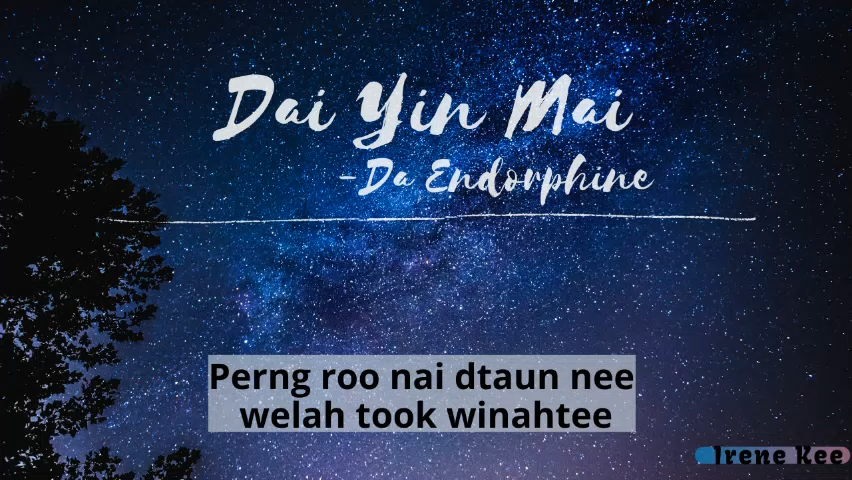 Dai Yin Mai
-Da Endorphine
Perng roo nai dtaun nee
welah took winahtee
Irene Kee